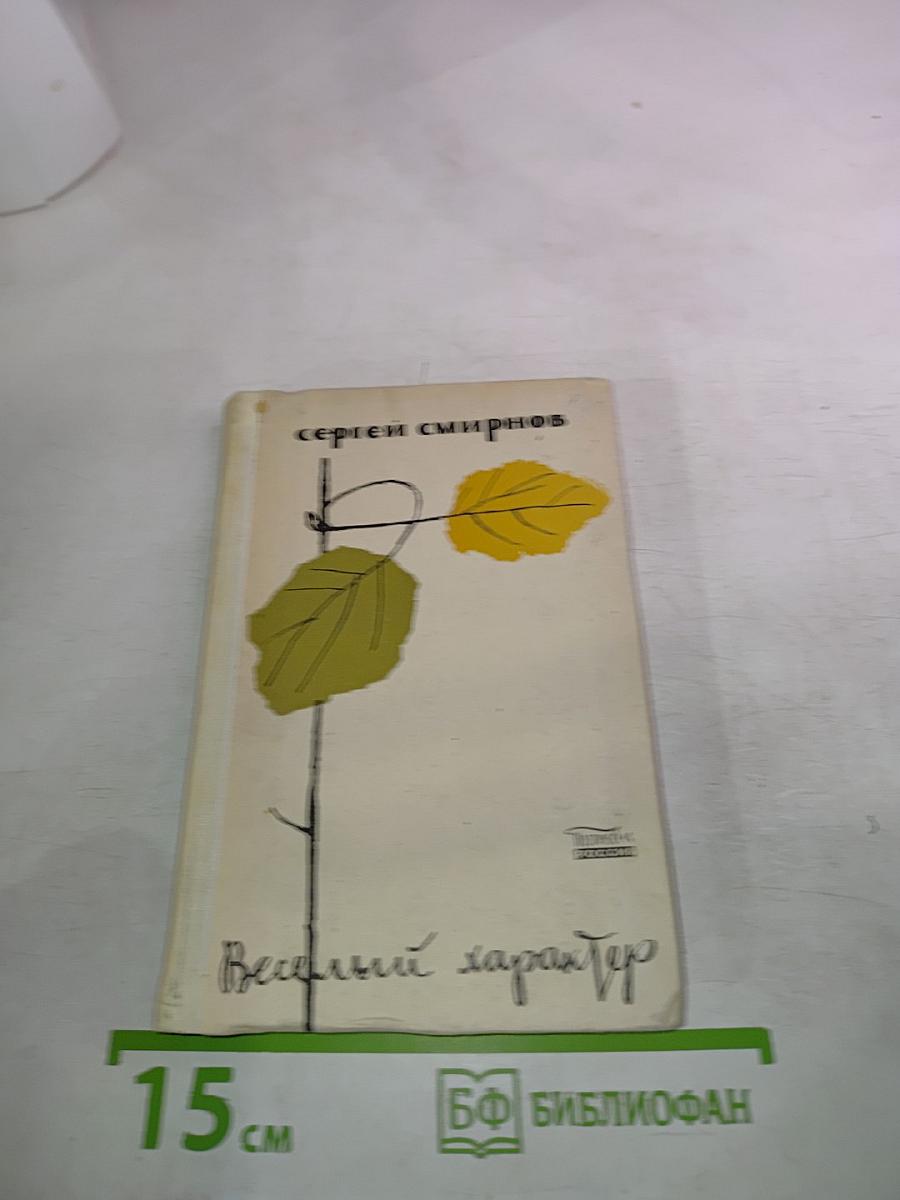 сергей смирнов
Веселый характер
15 см
БФ БИБЛИОФАН